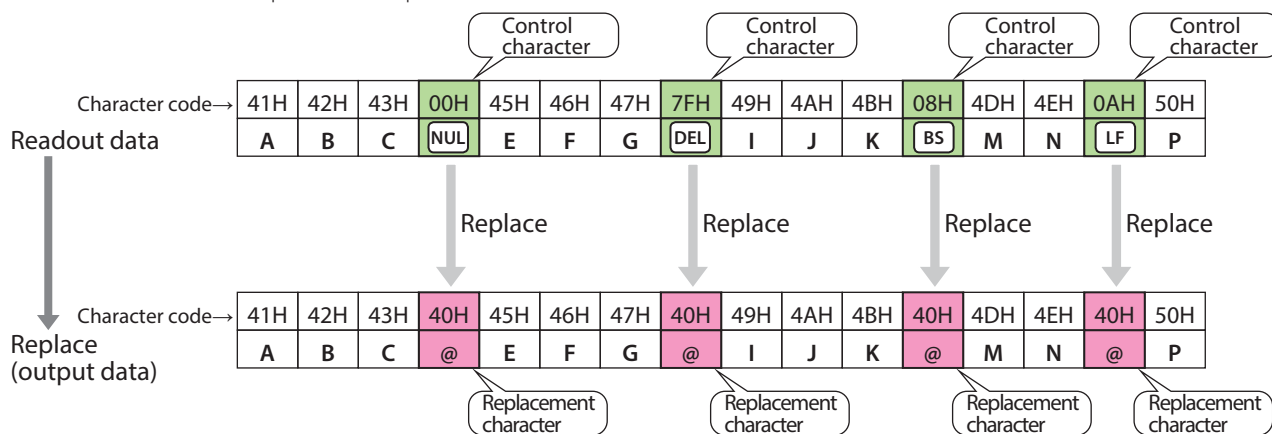 Control character Control character Control character Control character
Character code→ 41H 42H 43H 00H 45H 46H 47H 7FH 49H 4AH 4BH 08H 4DH 4EH 0AH 50H
Readout data A B C NUL E F G DEL I J K BS M N LF P
Replace Replace Replace Replace
Character code→ 41H 42H 43H 40H 45H 46H 47H 40H 49H 4AH 4BH 40H 4DH 4EH 40H 50H
Replace
(output data) A B C @ E F G @ I J K @ M N @ P
Replacement character Replacement character Replacement character Replacement character